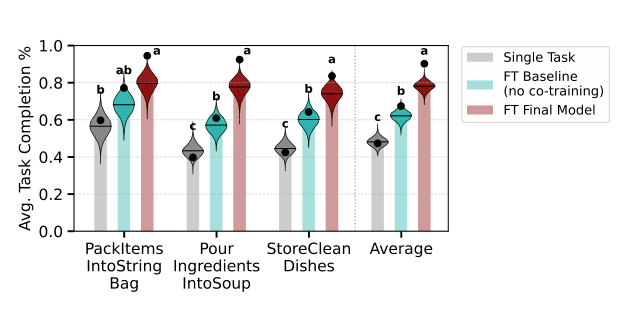 Avg. Task Completion %
1.0
0.8
0.6
0.4
0.2
0.0
b
ab
a
c
b
a
c
b
a
c
b
a
PackItems
IntoString
Bag
Pour
Ingredients
IntoSoup
StoreClean
Dishes
Average
Single Task
FT Baseline
(no co-training)
FT Final Model